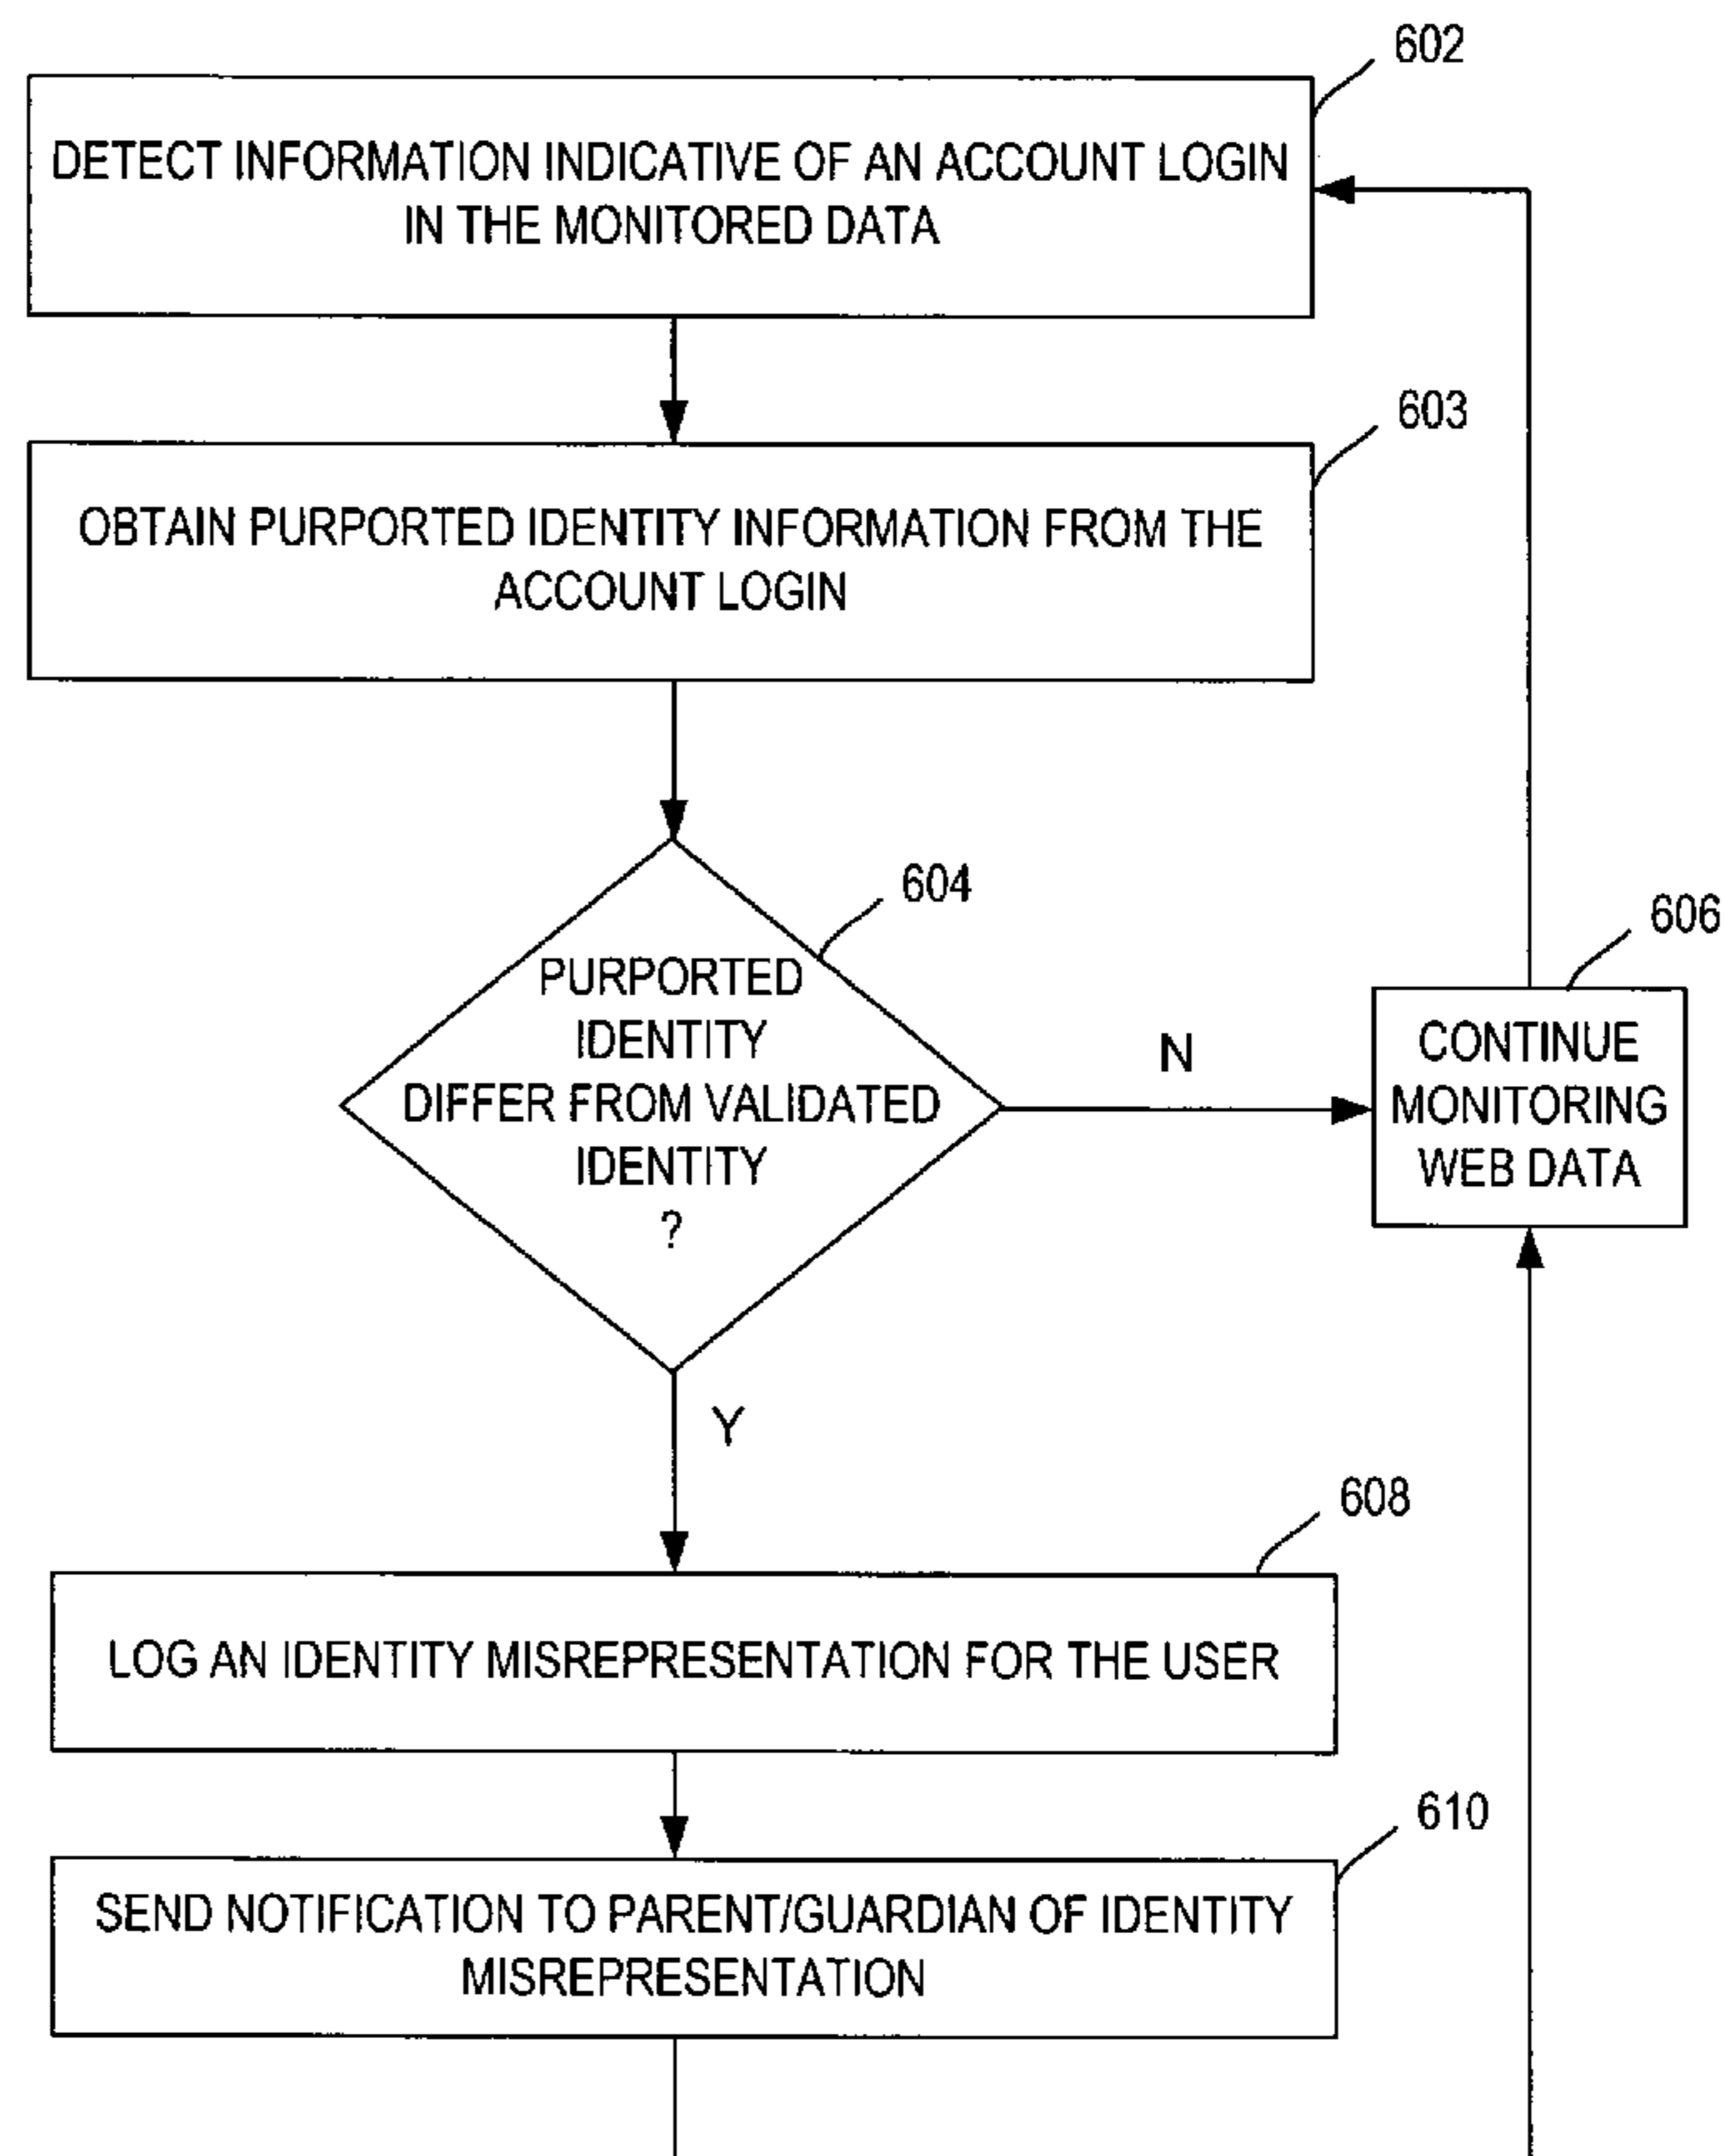 602
DETECT INFORMATION INDICATIVE OF AN ACCOUNT LOGIN
IN THE MONITORED DATA
603
OBTAIN PURPORTED IDENTITY INFORMATION FROM THE
ACCOUNT LOGIN
604
PURPORTED
IDENTITY
DIFFER FROM VALIDATED
IDENTITY
?
N
606
CONTINUE
MONITORING
WEB DATA
Y
608
LOG AN IDENTITY MISREPRESENTATION FOR THE USER
610
SEND NOTIFICATION TO PARENT/GUARDIAN OF IDENTITY
MISREPRESENTATION